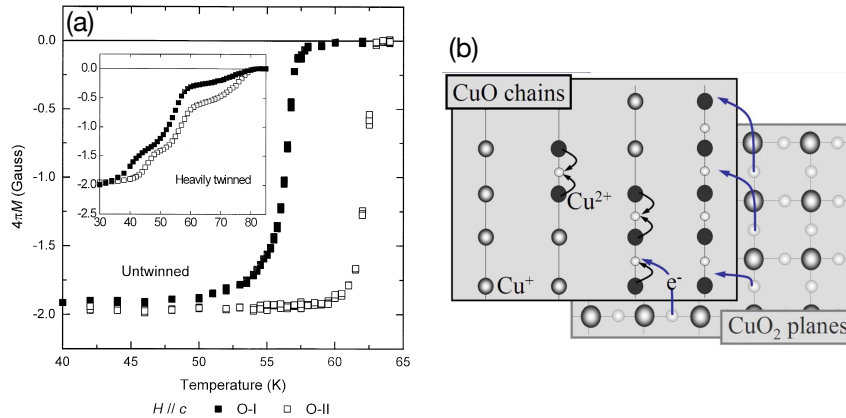 (a)
0.0
-0.5
-1.0
-1.5
-2.0
4πM (Gauss)
0.0
-0.5
-1.0
-1.5
-2.0
-2.5
Heavily twinned
30 40 50 60 70 80
Untwinned
40 45 50 55 60 65
Temperature (K)
H // c ■ O-I □ O-II
(b)
CuO chains
Cu2+
Cu+
e-
CuO2 planes